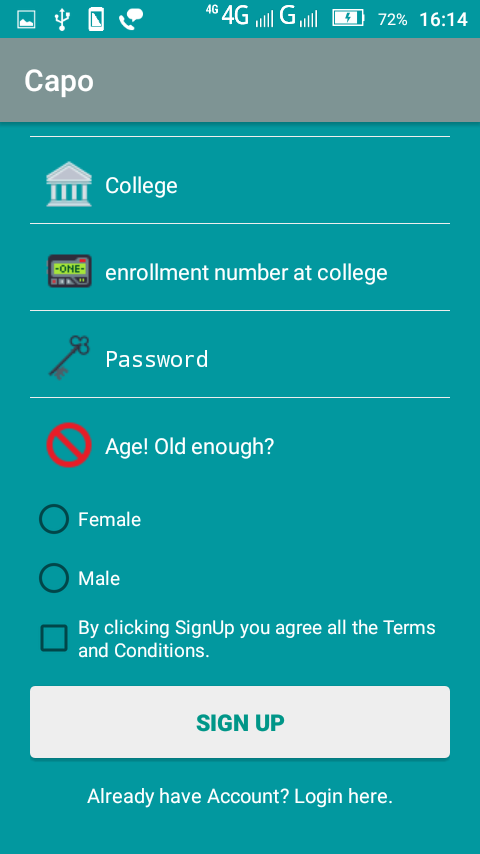 4G 4G G 72% 16:14
Capo
College
-ONE-
enrollment number at college
Password
Age! Old enough?
Female
Male
By clicking SignUp you agree all the Terms
and Conditions.
SIGN UP
Already have Account? Login here.